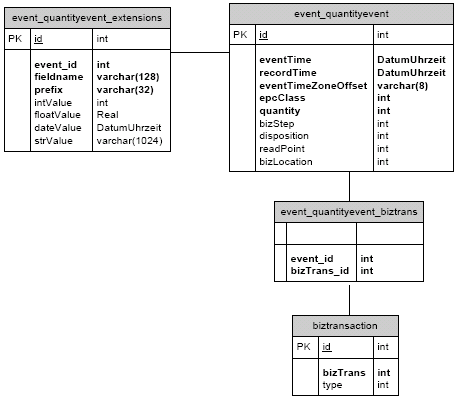 event_quantityevent_extensions
PK id int
event_id int
fieldname varchar(128)
prefix varchar(32)
intValue int
floatValue Real
dateValue DatumUhrzeit
strValue varchar(1024)
event_quantityevent
PK id int
eventTime DatumUhrzeit
recordTime DatumUhrzeit
eventTimeZoneOffset varchar(8)
epcClass int
quantity int
bizStep int
disposition int
readPoint int
bizLocation int
event_quantityevent_biztrans
event_id int
bizTrans_id int
biztransaction
PK id int
bizTrans int
type int